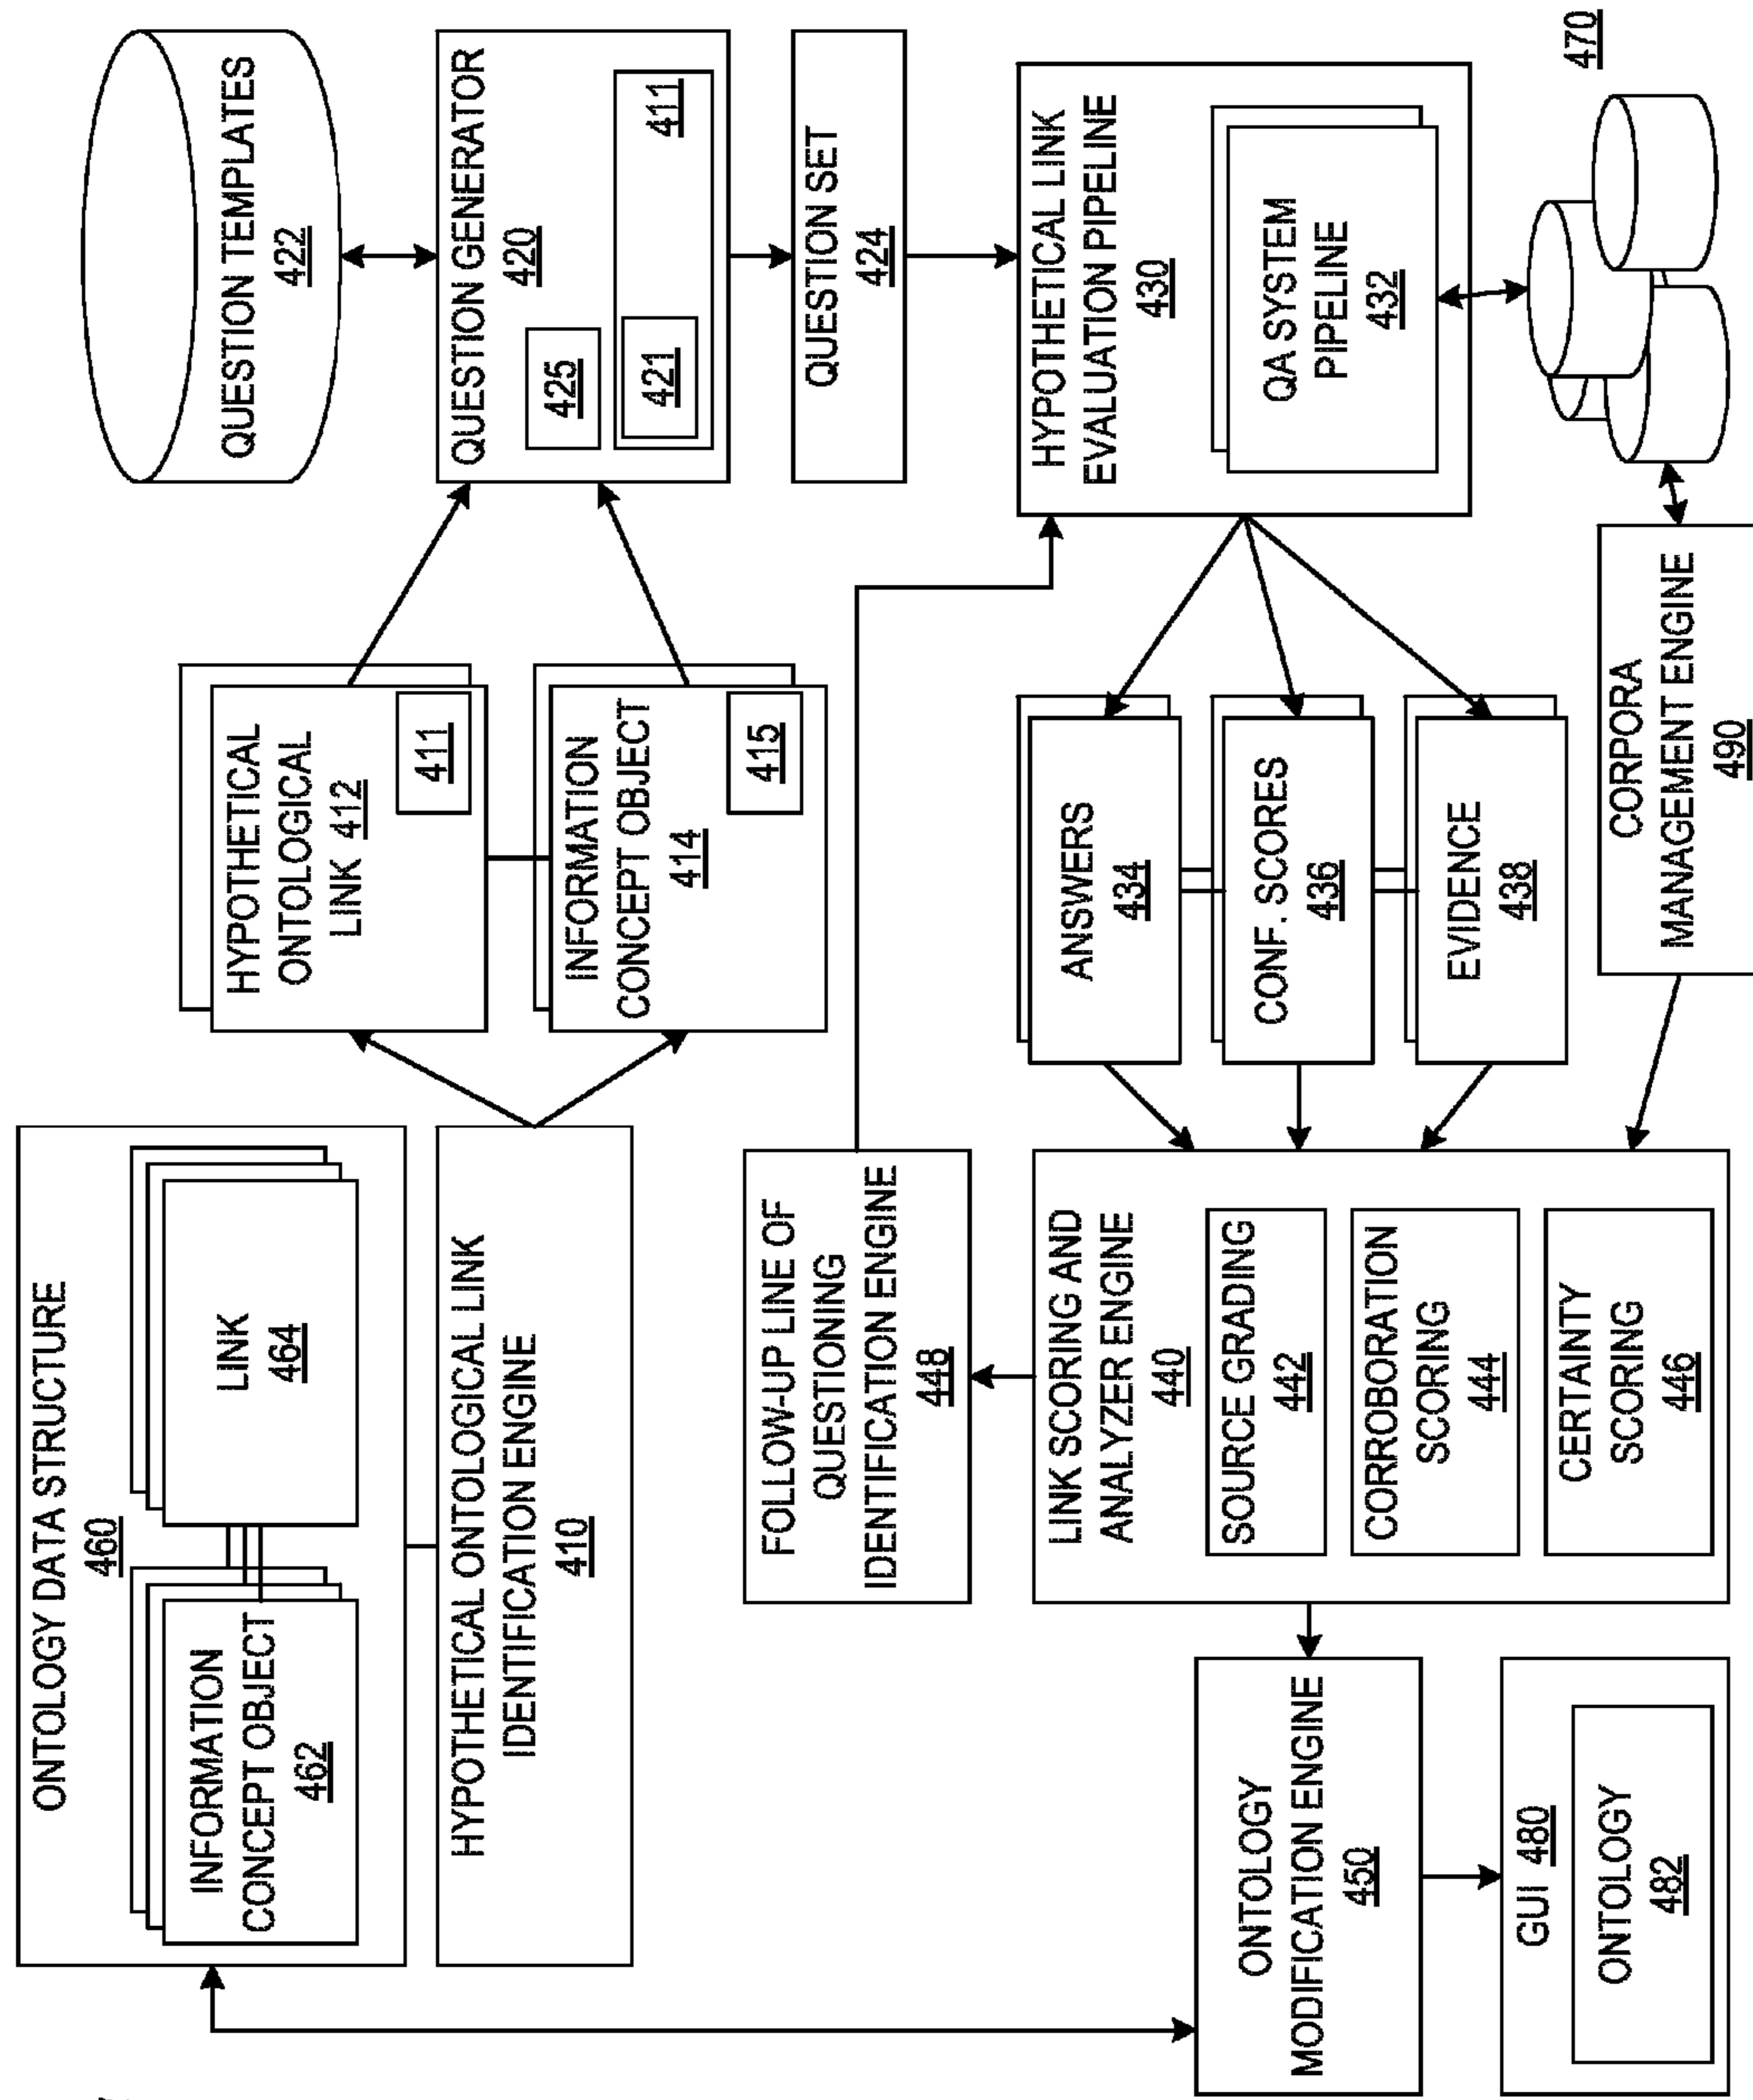 ONTOLOGY DATA STRUCTURE
460
INFORMATION
CONCEPT OBJECT
462
LINK
464
HYPOTHETICAL ONTOLOGICAL LINK
IDENTIFICATION ENGINE
410
HYPOTHETICAL
ONTOLOGICAL
LINK 412
411
INFORMATION
CONCEPT OBJECT
414
415
QUESTION TEMPLATES
422
QUESTION GENERATOR
420
425
421
411
QUESTION SET
424
FOLLOW-UP LINE OF
QUESTIONING
IDENTIFICATION ENGINE
448
HYPOTHETICAL LINK
EVALUATION PIPELINE
430
QA SYSTEM
PIPELINE
432
LINK SCORING AND
ANALYZER ENGINE
440
SOURCE GRADING
442
CORROBORATION
SCORING
444
CERTAINTY
SCORING
446
ANSWERS
434
CONF. SCORES
436
EVIDENCE
438
ONTOLOGY
MODIFICATION ENGINE
450
GUI 480
ONTOLOGY
482
CORPORA
MANAGEMENT ENGINE
490
470